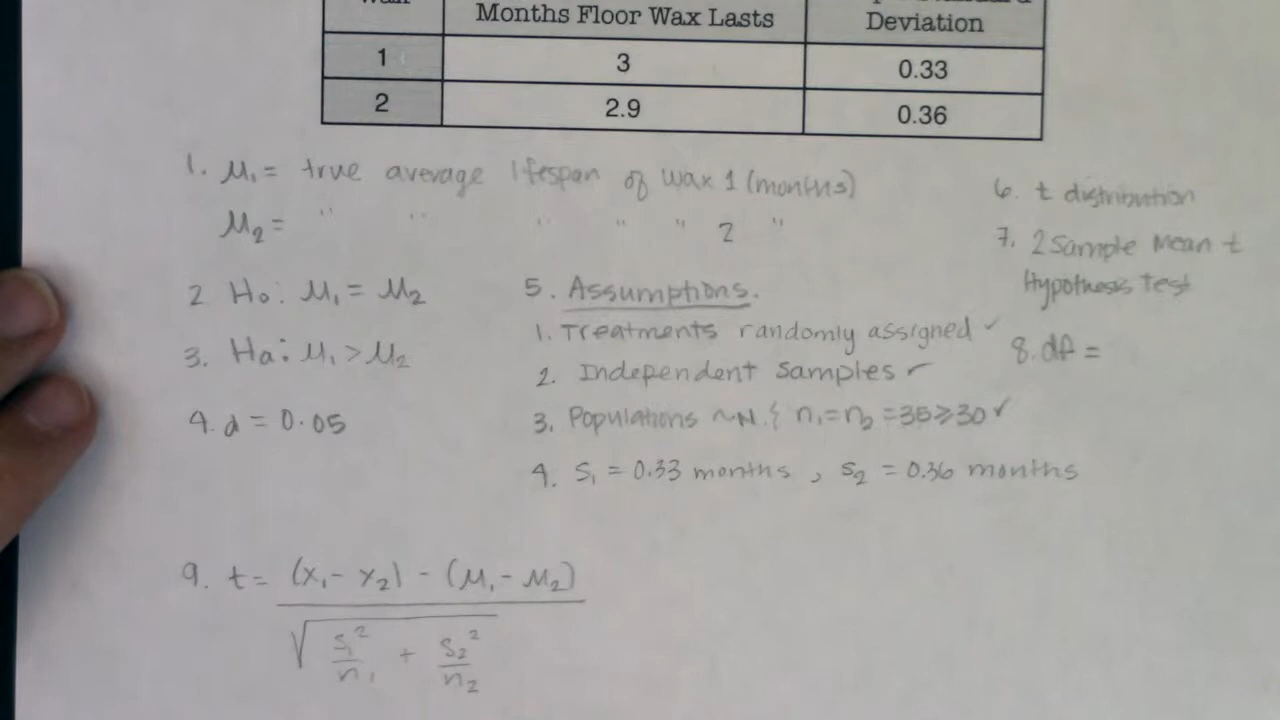 Months Floor Wax Lasts
Deviation
1 3 0.33
2 2.9 0.36
1. μ₁ = true average lifespan of wax 1 (months)
μ₂ = " " " " " 2 "
2 H₀: μ₁ = μ₂
3. Ha: μ₁ > μ₂
4. α = 0.05
5. Assumptions.
1. Treatments randomly assigned ✓
2. Independent samples ✓
3. Populations ~N. & n₁ = n₂ = 35 ≥ 30 ✓
4. S₁ = 0.33 months, S₂ = 0.36 months
6. t distribution
7. 2 Sample Mean t
Hypothesis Test
8. df =
9. t = (x₁ - x₂) - (μ₁ - μ₂)
√ s₁²/n₁ + s₂²/n₂